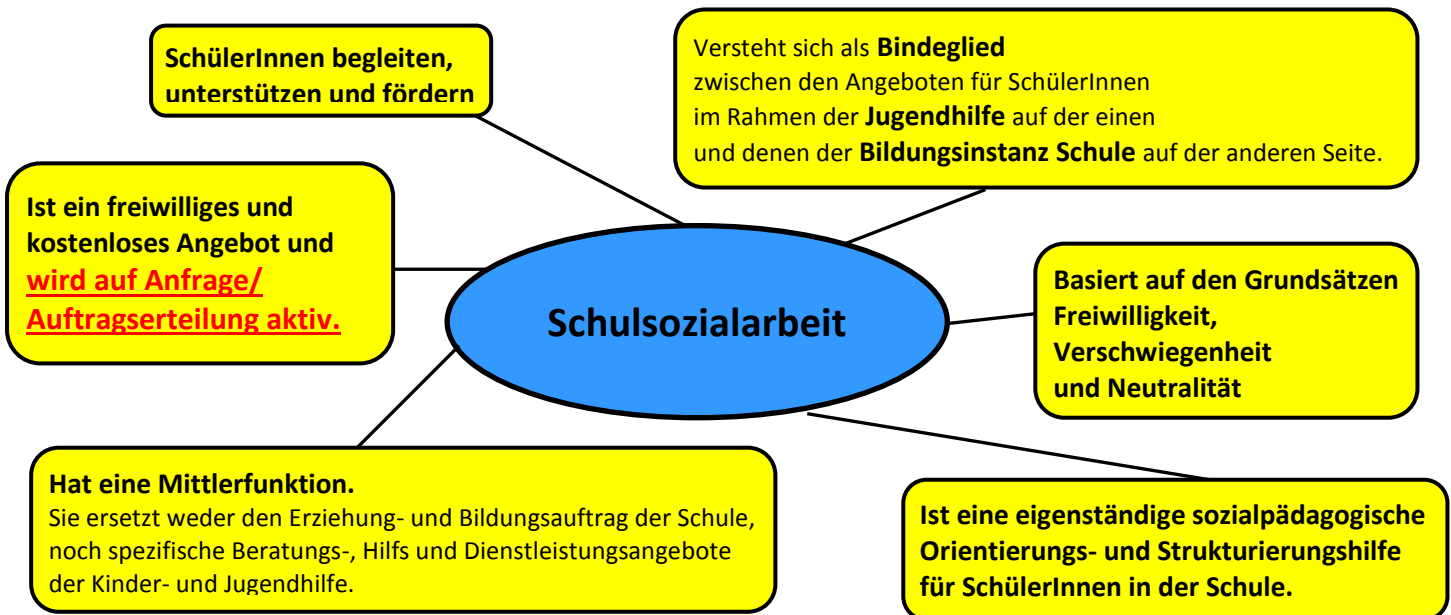 SchülerInnen begleiten,
unterstützen und fördern
Versteht sich als Bindeglied
zwischen den Angeboten für SchülerInnen
im Rahmen der Jugendhilfe auf der einen
und denen der Bildungsinstanz Schule auf der anderen Seite.
Ist ein freiwilliges und
kostenloses Angebot und
wird auf Anfrage/
Auftragserteilung aktiv.
Schulsozialarbeit
Basiert auf den Grundsätzen
Freiwilligkeit,
Verschwiegenheit
und Neutralität
Hat eine Mittlerfunktion.
Sie ersetzt weder den Erziehung- und Bildungsauftrag der Schule,
noch spezifische Beratungs-, Hilfs und Dienstleistungsangebote
der Kinder- und Jugendhilfe.
Ist eine eigenständige sozialpädagogische
Orientierungs- und Strukturierungshilfe
für SchülerInnen in der Schule.